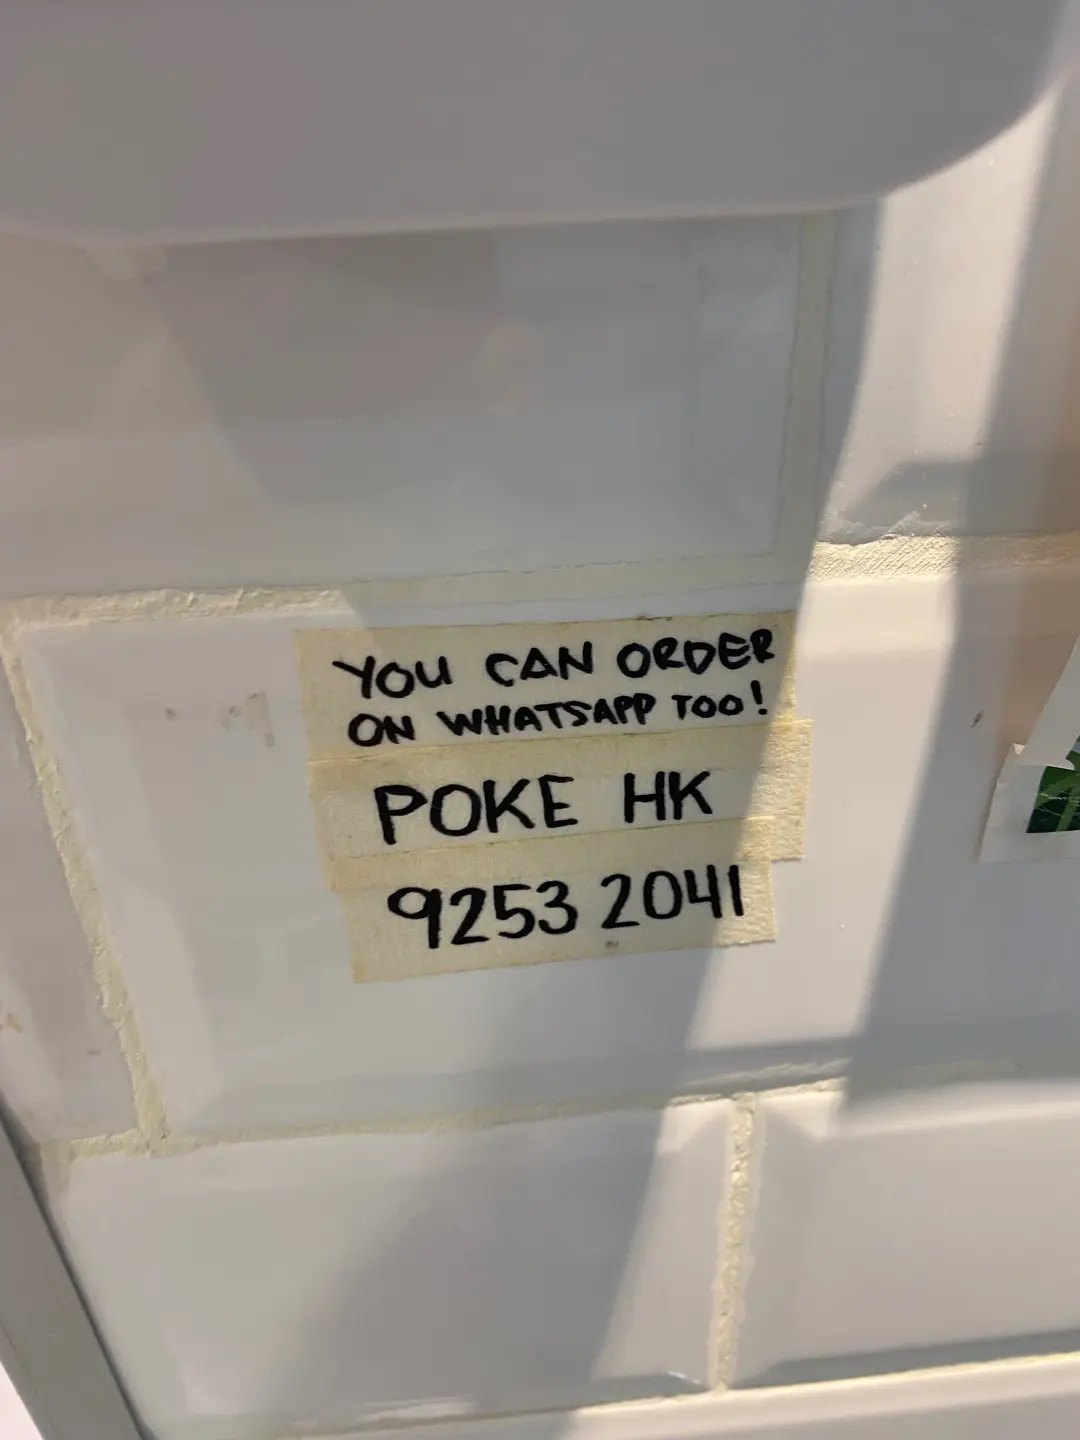 YOU CAN ORDER
ON WHATSAPP TOO!
POKE HK
9253 2041